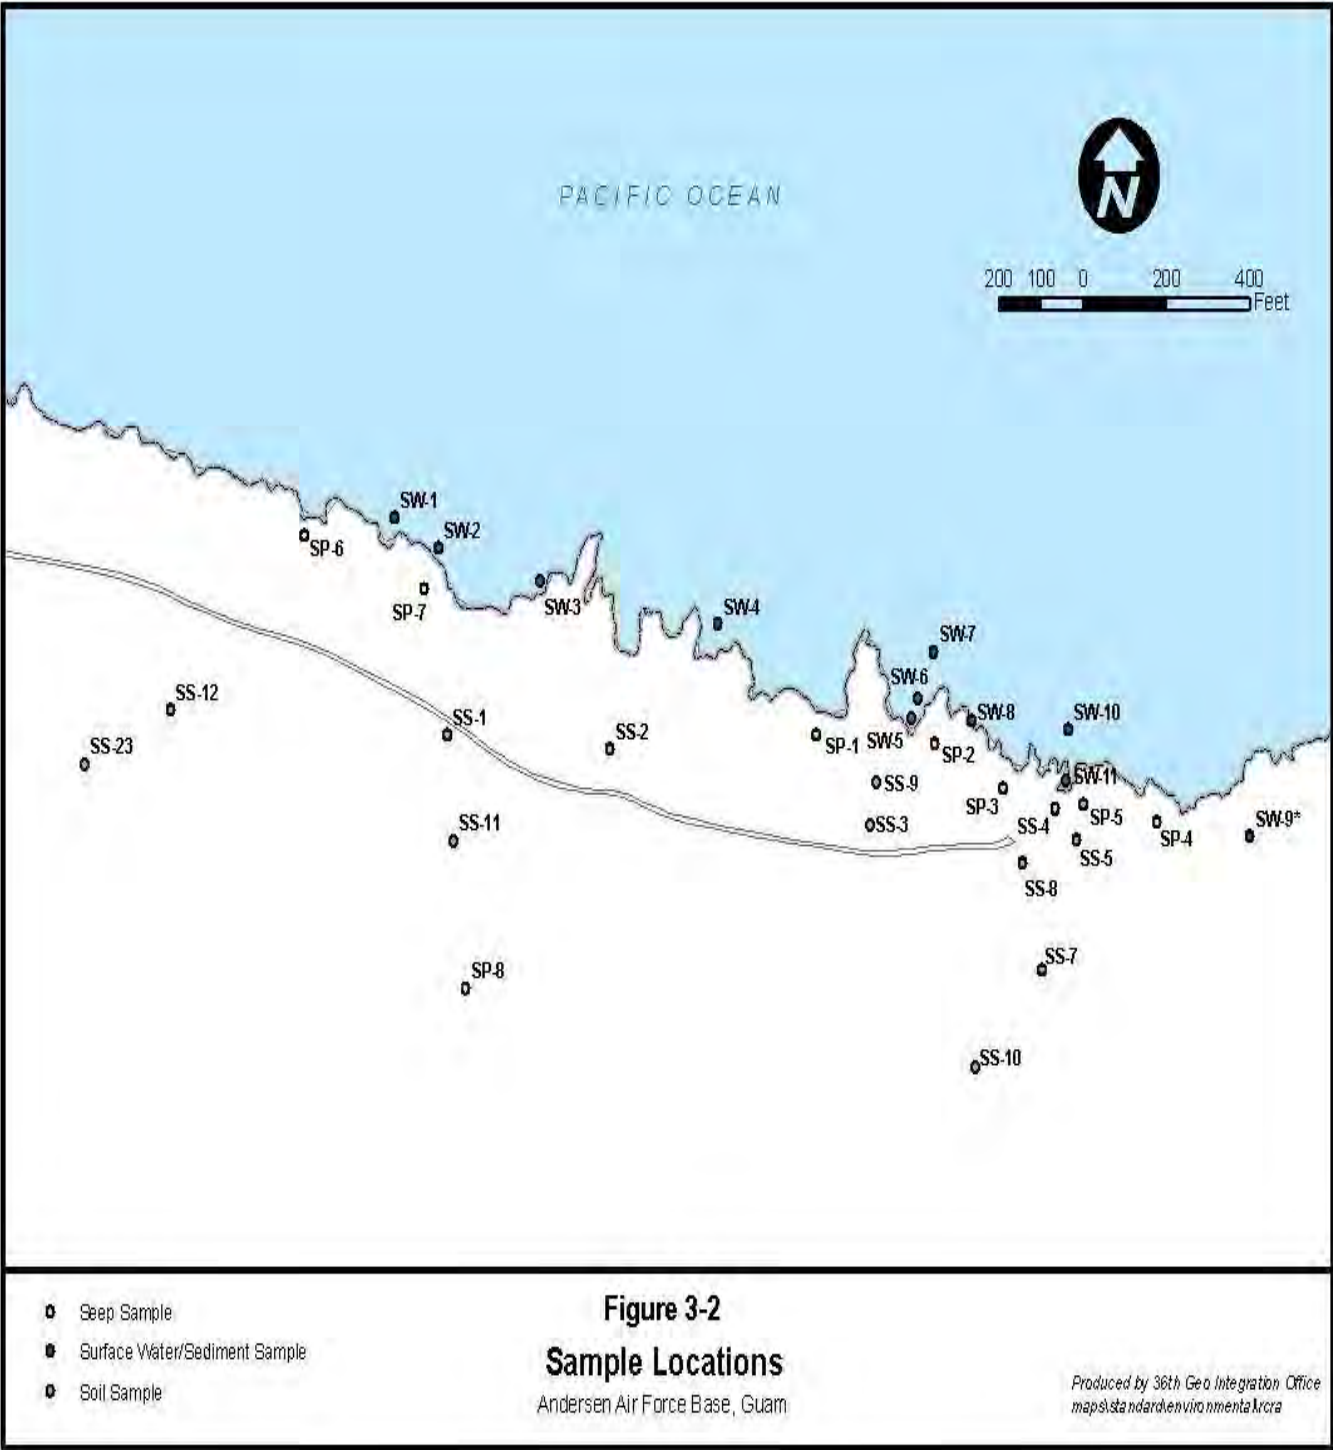 PACIFIC OCEAN
N
200 100 0 200 400
Feet
SW-1
SW-2
SP-6
SP-7
SW-3
SW-4
SW-7
SW-6
SS-12
SS-1
SS-2
SW-8
SW-10
SS-23
SP-1
SW-5
SP-2
SW-11
SS-9
SP-3
SS-11
SS-3
SS-4
SP-5
SP-4
SW-9*
SS-5
SS-8
SP-8
SS-7
SS-10
Seep Sample
Surface Water/Sediment Sample
Soil Sample
Figure 3-2
Sample Locations
Andersen Air Force Base, Guam
Produced by 36th Geo Integration Office
maps\standard\environmental\rcra